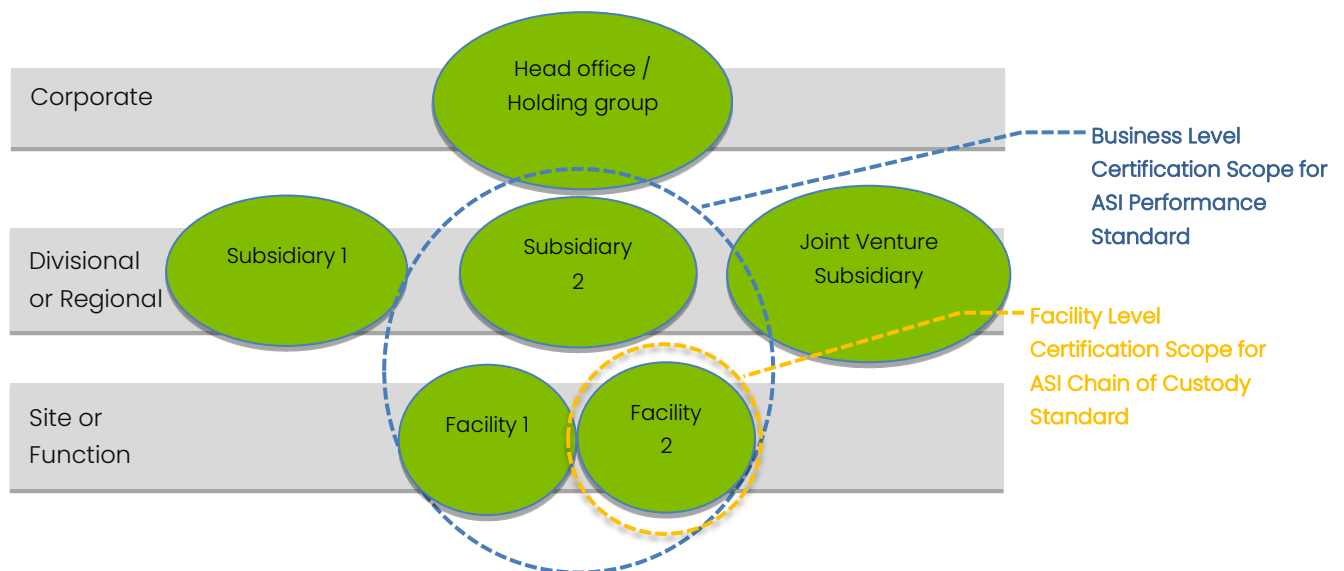 Corporate
Head office /
Holding group
Business Level
Certification Scope for
ASI Performance
Standard
Divisional
or Regional
Subsidiary 1
Subsidiary
2
Joint Venture
Subsidiary
Facility Level
Certification Scope for
ASI Chain of Custody
Standard
Site or
Function
Facility 1
Facility
2